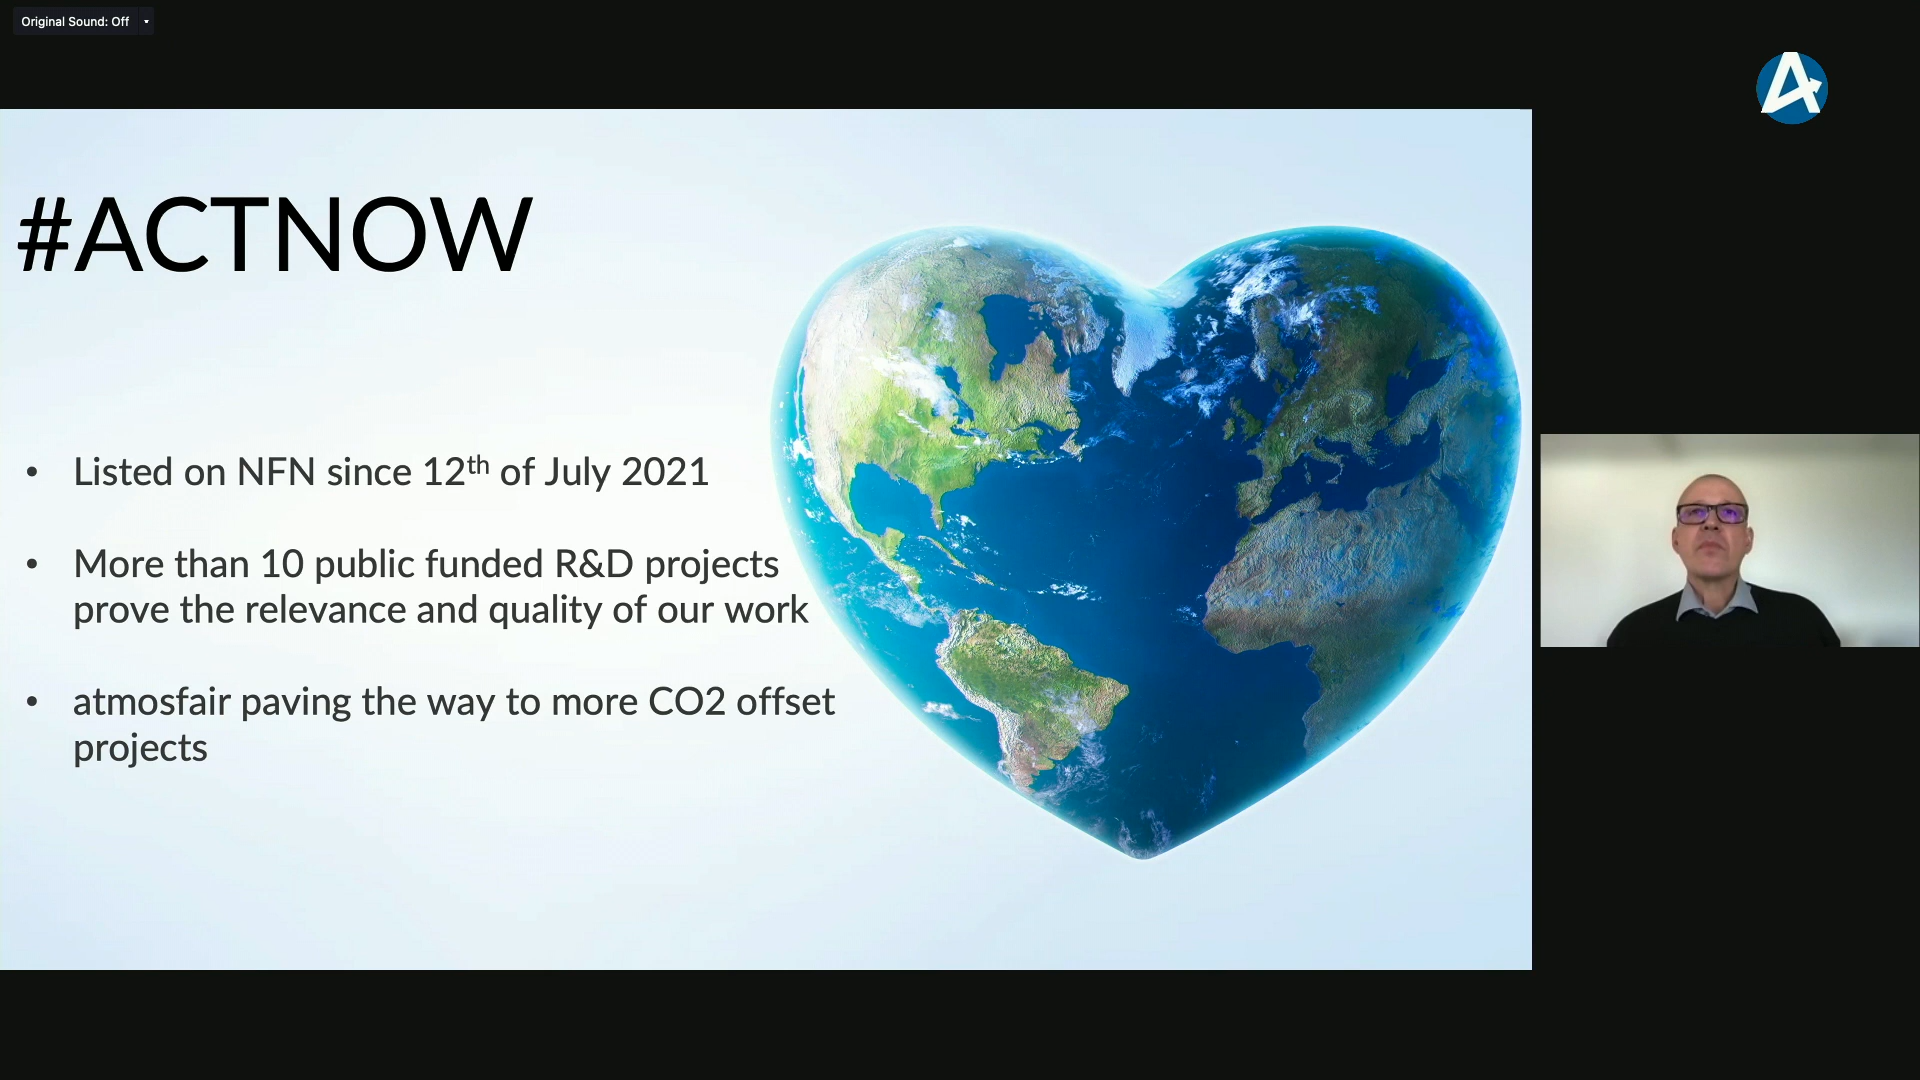 Original Sound: Off
#ACTNOW
• Listed on NFN since 12th of July 2021
• More than 10 public funded R&D projects
prove the relevance and quality of our work
• atmosfair paving the way to more CO2 offset
projects